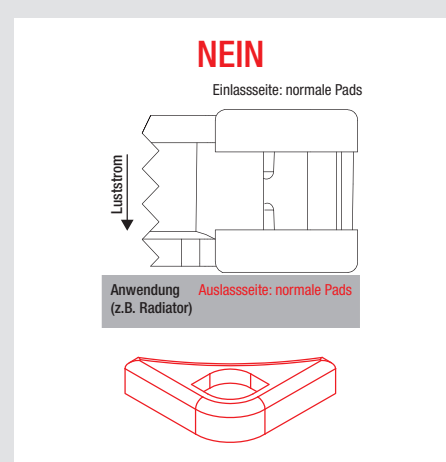 NEIN
Einlassseite: normale Pads
Luststrom
Anwendung Auslassseite: normale Pads
(z.B. Radiator)